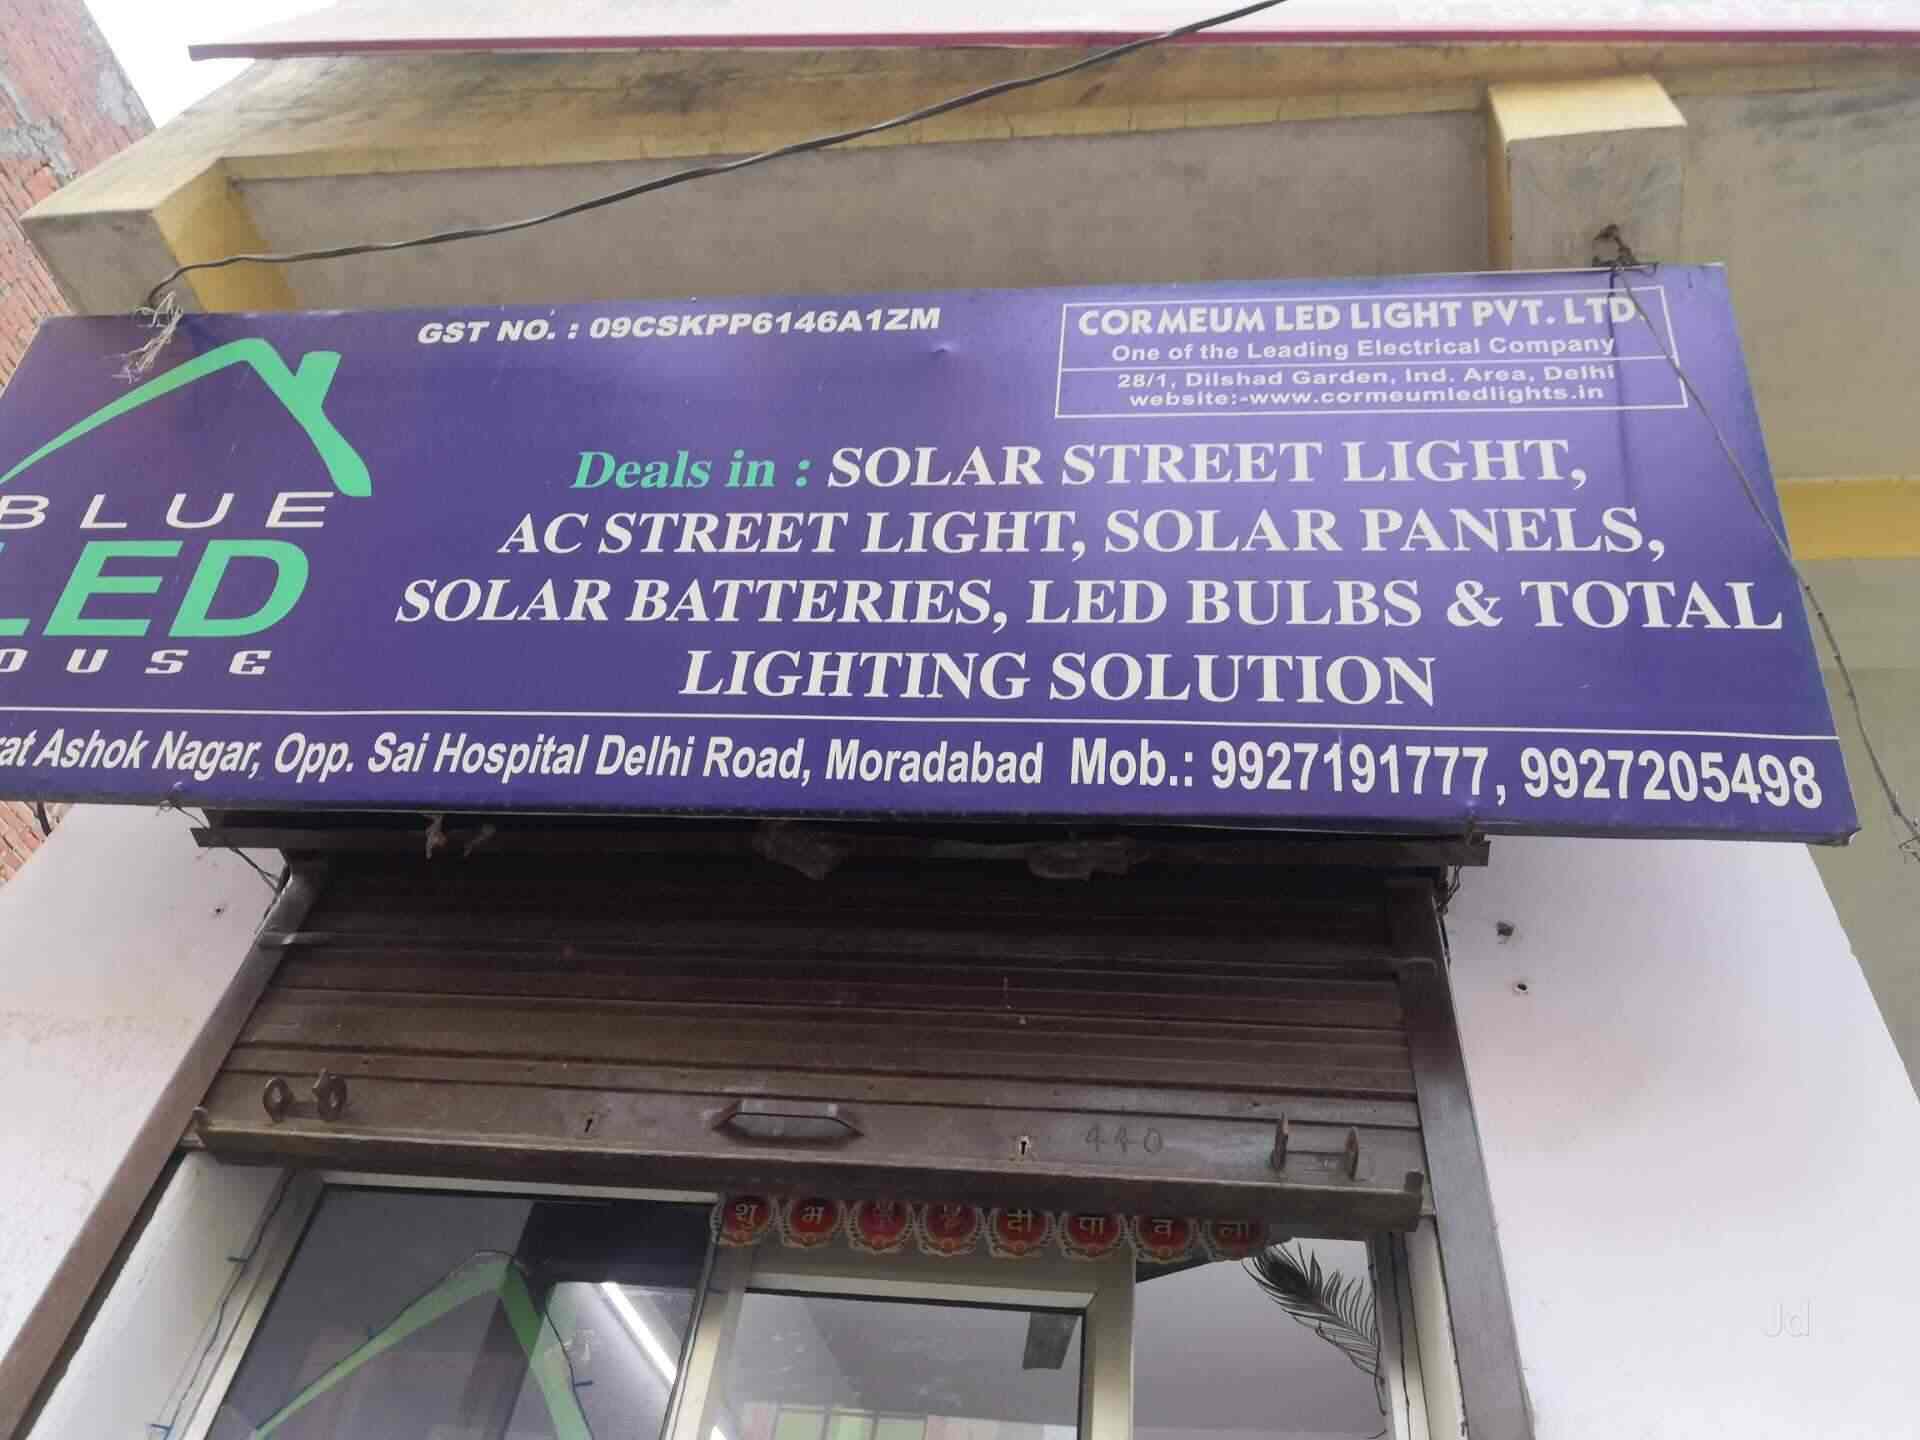 GST NO. : 09CSKPP6146A1ZM
CORMEUM LED LIGHT PVT. LTD.
One of the Leading Electrical Company
28/1, Dilshad Garden, Ind. Area, Delhi
website:-www.cormeumledlights.in
BLUE
LED
OUSE
Deals in : SOLAR STREET LIGHT,
AC STREET LIGHT, SOLAR PANELS,
SOLAR BATTERIES, LED BULBS & TOTAL
LIGHTING SOLUTION
rat Ashok Nagar, Opp. Sai Hospital Delhi Road, Moradabad Mob.: 9927191777, 9927205498
440
शुभ दीपावली
Jd